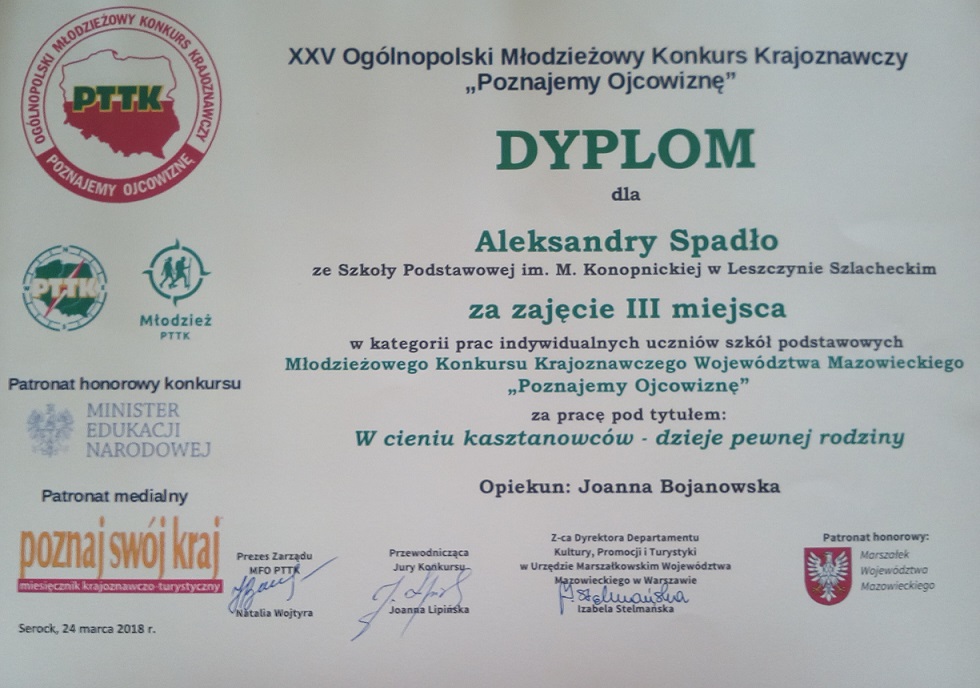 OGÓLNOPOLSKI MŁODZIEŻOWY KONKURS KRAJOZNAWCZY
PTTK
POZNAJEMY OJCOWIZNĘ
XXV Ogólnopolski Młodzieżowy Konkurs Krajoznawczy
„Poznajemy Ojcowiznę”
DYPLOM
dla
Aleksandry Spadło
ze Szkoły Podstawowej im. M. Konopnickiej w Leszczynie Szlacheckim
za zajęcie III miejsca
w kategorii prac indywidualnych uczniów szkół podstawowych
Młodzieżowego Konkursu Krajoznawczego Województwa Mazowieckiego
„Poznajemy Ojcowiznę”
za pracę pod tytułem:
W cieniu kasztanowców - dzieje pewnej rodziny
Opiekun: Joanna Bojanowska
PTTK
Młodzież
PTTK
Patronat honorowy konkursu
MINISTER
EDUKACJI
NARODOWEJ
Patronat medialny
poznaj swój kraj
miesięcznik krajoznawczo-turystyczny
Prezes Zarządu
MFO PTTK
Natalia Wojtyra
Przewodnicząca
Jury Konkursu
Joanna Lipińska
Z-ca Dyrektora Departamentu
Kultury, Promocji i Turystyki
w Urzędzie Marszałkowskim Województwa
Mazowieckiego w Warszawie
Stelmańska
Izabela Stelmańska
Patronat honorowy:
Marszałek
Województwa
Mazowieckiego
Serock, 24 marca 2018 r.